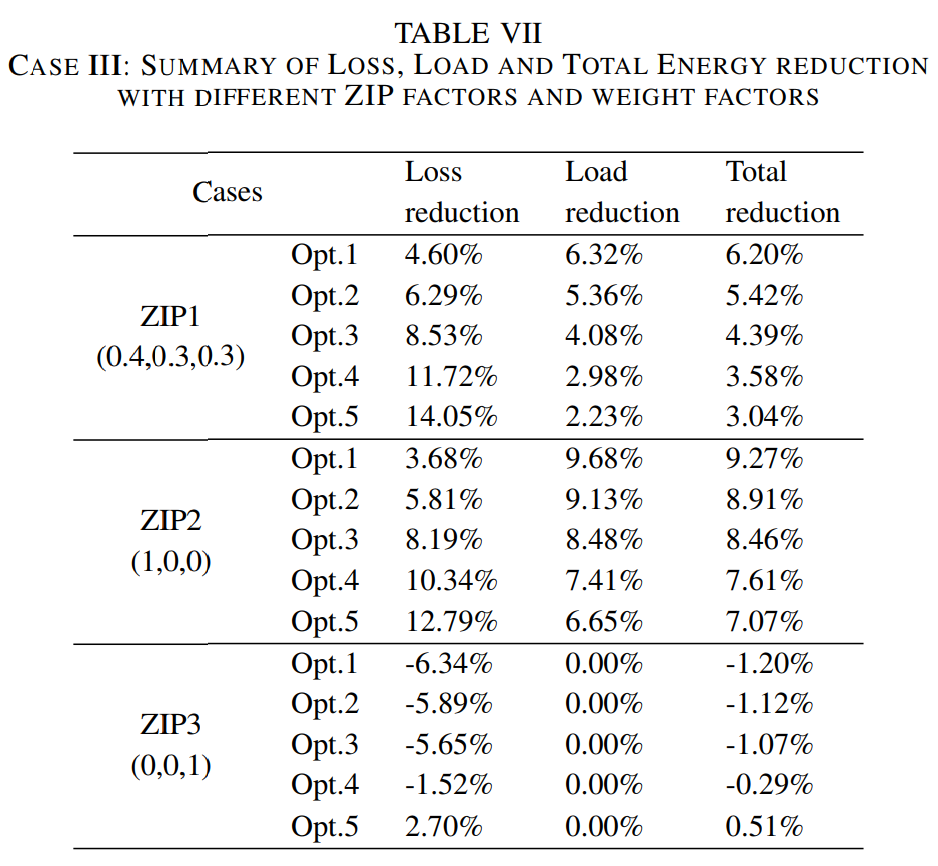 TABLE VII
CASE III: SUMMARY OF LOSS, LOAD AND TOTAL ENERGY REDUCTION
WITH DIFFERENT ZIP FACTORS AND WEIGHT FACTORS
Cases Loss reduction Load reduction Total reduction
ZIP1 (0.4,0.3,0.3)
Opt.1 4.60% 6.32% 6.20%
Opt.2 6.29% 5.36% 5.42%
Opt.3 8.53% 4.08% 4.39%
Opt.4 11.72% 2.98% 3.58%
Opt.5 14.05% 2.23% 3.04%
ZIP2 (1,0,0)
Opt.1 3.68% 9.68% 9.27%
Opt.2 5.81% 9.13% 8.91%
Opt.3 8.19% 8.48% 8.46%
Opt.4 10.34% 7.41% 7.61%
Opt.5 12.79% 6.65% 7.07%
ZIP3 (0,0,1)
Opt.1 -6.34% 0.00% -1.20%
Opt.2 -5.89% 0.00% -1.12%
Opt.3 -5.65% 0.00% -1.07%
Opt.4 -1.52% 0.00% -0.29%
Opt.5 2.70% 0.00% 0.51%